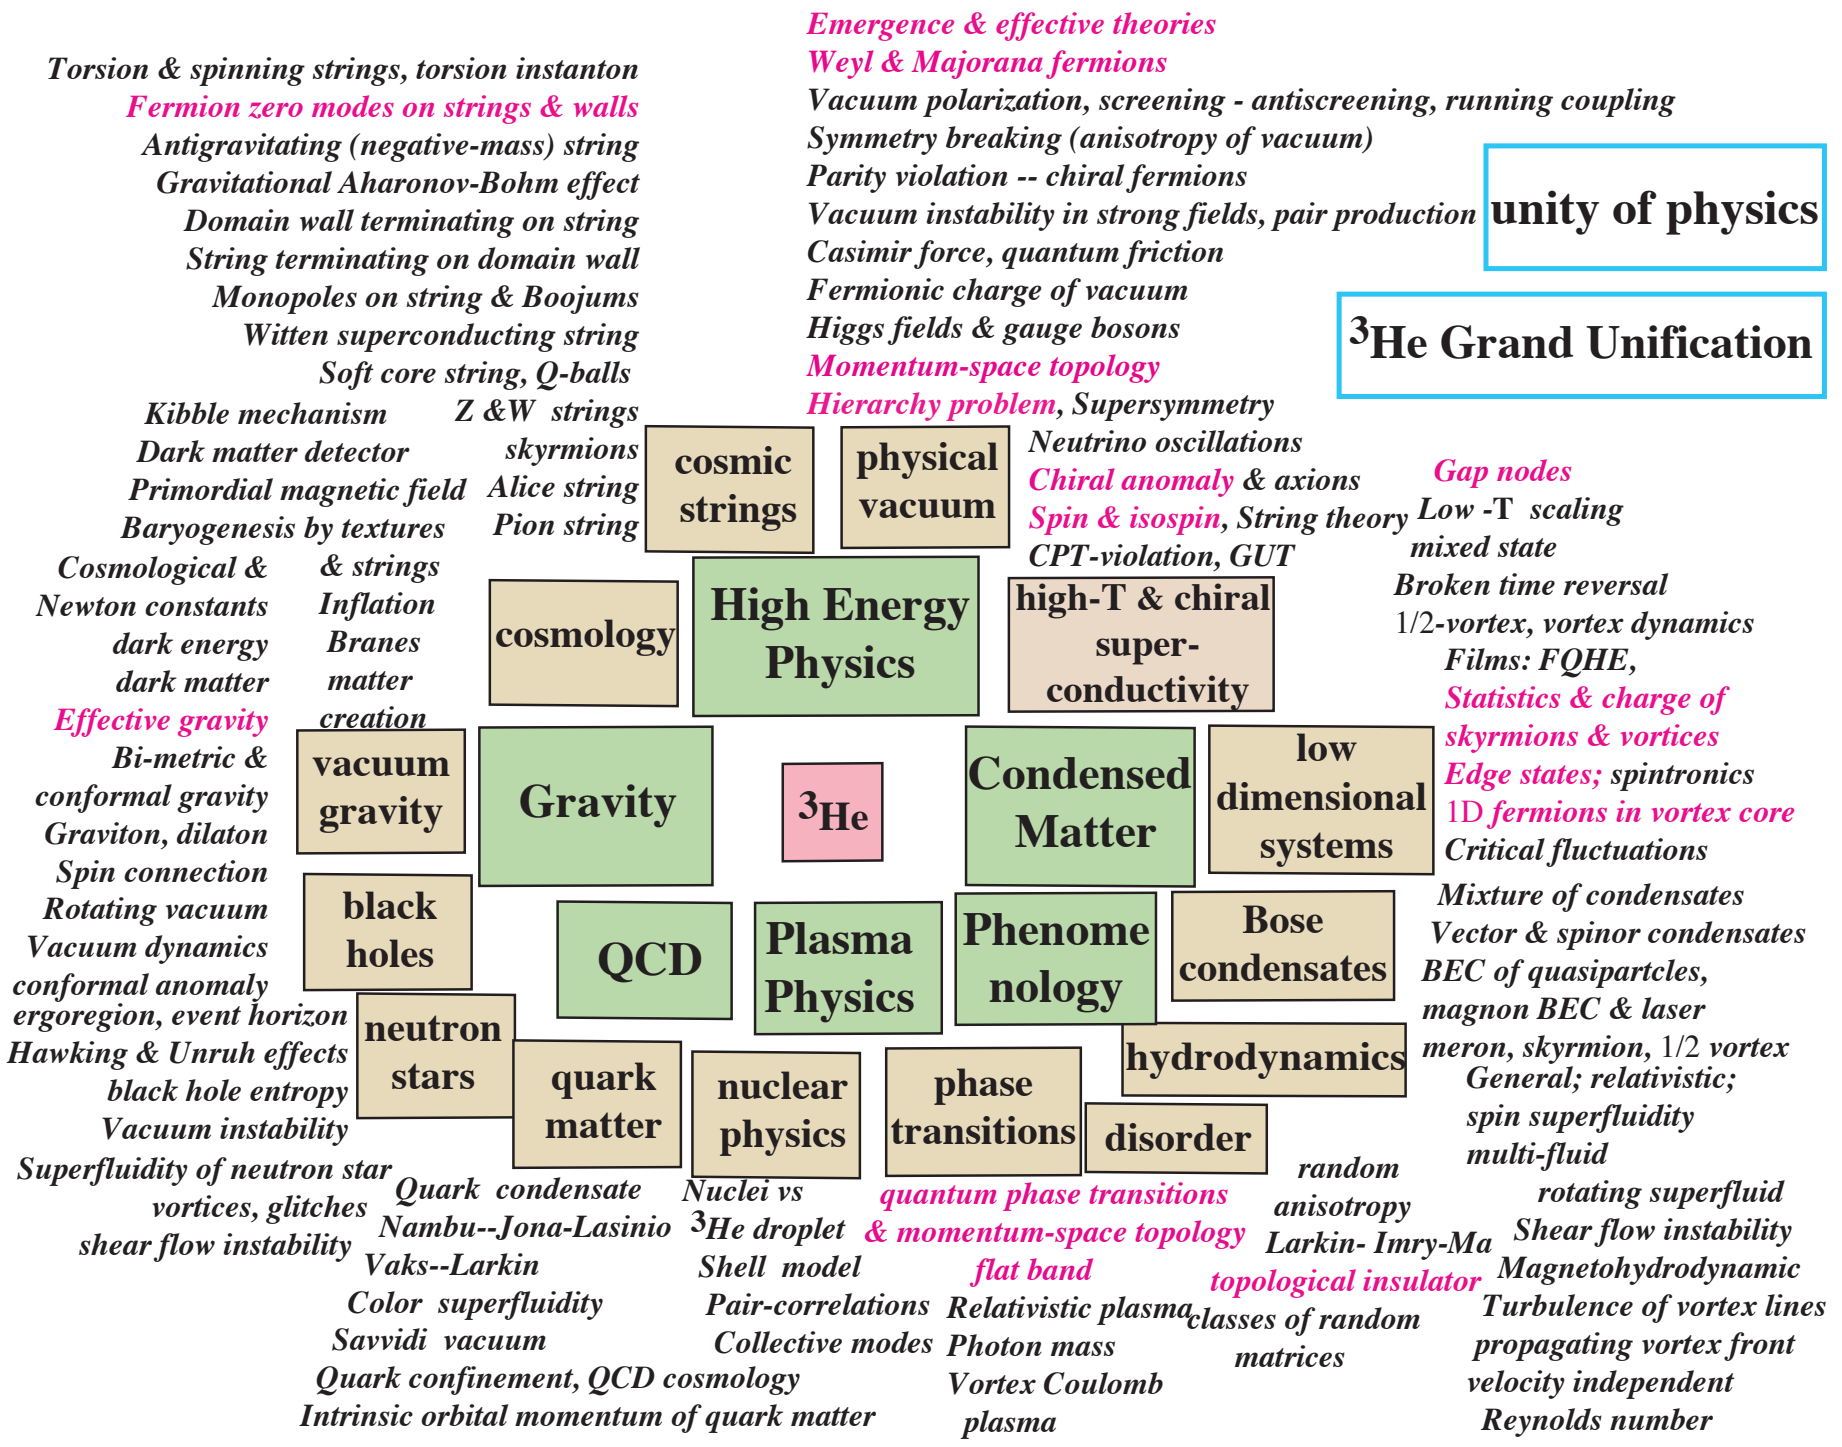 Emergence & effective theories
Weyl & Majorana fermions
Vacuum polarization, screening - antiscreening, running coupling
Symmetry breaking (anisotropy of vacuum)
Parity violation -- chiral fermions
Vacuum instability in strong fields, pair production
Casimir force, quantum friction
Fermionic charge of vacuum
Higgs fields & gauge bosons
Momentum-space topology
Hierarchy problem, Supersymmetry
Neutrino oscillations
Chiral anomaly & axions
Spin & isospin, String theory
CPT-violation, GUT
unity of physics
³He Grand Unification
Torsion & spinning strings, torsion instanton
Fermion zero modes on strings & walls
Antigravitating (negative-mass) string
Gravitational Aharonov-Bohm effect
Domain wall terminating on string
String terminating on domain wall
Monopoles on string & Boojums
Witten superconducting string
Soft core string, Q-balls
Z &W strings
skyrmions
Alice string
Pion string
Kibble mechanism
Dark matter detector
Primordial magnetic field
Baryogenesis by textures
& strings
Inflation
Branes
matter
creation
Cosmological &
Newton constants
dark energy
dark matter
Effective gravity
Bi-metric &
conformal gravity
Graviton, dilaton
Spin connection
Rotating vacuum
Vacuum dynamics
conformal anomaly
ergoregion, event horizon
Hawking & Unruh effects
black hole entropy
Vacuum instability
Superfluidity of neutron star
vortices, glitches
shear flow instability
cosmic
strings
physical
vacuum
cosmology
High Energy
Physics
high-T & chiral
super-
conductivity
vacuum
gravity
Gravity
³He
Condensed
Matter
low
dimensional
systems
black
holes
QCD
Plasma
Physics
Phenome
nology
Bose
condensates
neutron
stars
quark
matter
nuclear
physics
phase
transitions
hydrodynamics
disorder
Gap nodes
Low -T scaling
mixed state
Broken time reversal
1/2-vortex, vortex dynamics
Films: FQHE,
Statistics & charge of
skyrmions & vortices
Edge states; spintronics
1D fermions in vortex core
Critical fluctuations
Mixture of condensates
Vector & spinor condensates
BEC of quasipartcles,
magnon BEC & laser
meron, skyrmion, 1/2 vortex
General; relativistic;
spin superfluidity
multi-fluid
rotating superfluid
Shear flow instability
Magnetohydrodynamic
Turbulence of vortex lines
propagating vortex front
velocity independent
Reynolds number
Quark condensate
Nambu--Jona-Lasinio
Vaks--Larkin
Color superfluidity
Savvidi vacuum
Quark confinement, QCD cosmology
Intrinsic orbital momentum of quark matter
Nuclei vs
³He droplet
Shell model
Pair-correlations
Collective modes
quantum phase transitions
& momentum-space topology
flat band
Relativistic plasma
Photon mass
Vortex Coulomb
plasma
random
anisotropy
Larkin- Imry-Ma
topological insulator
classes of random
matrices